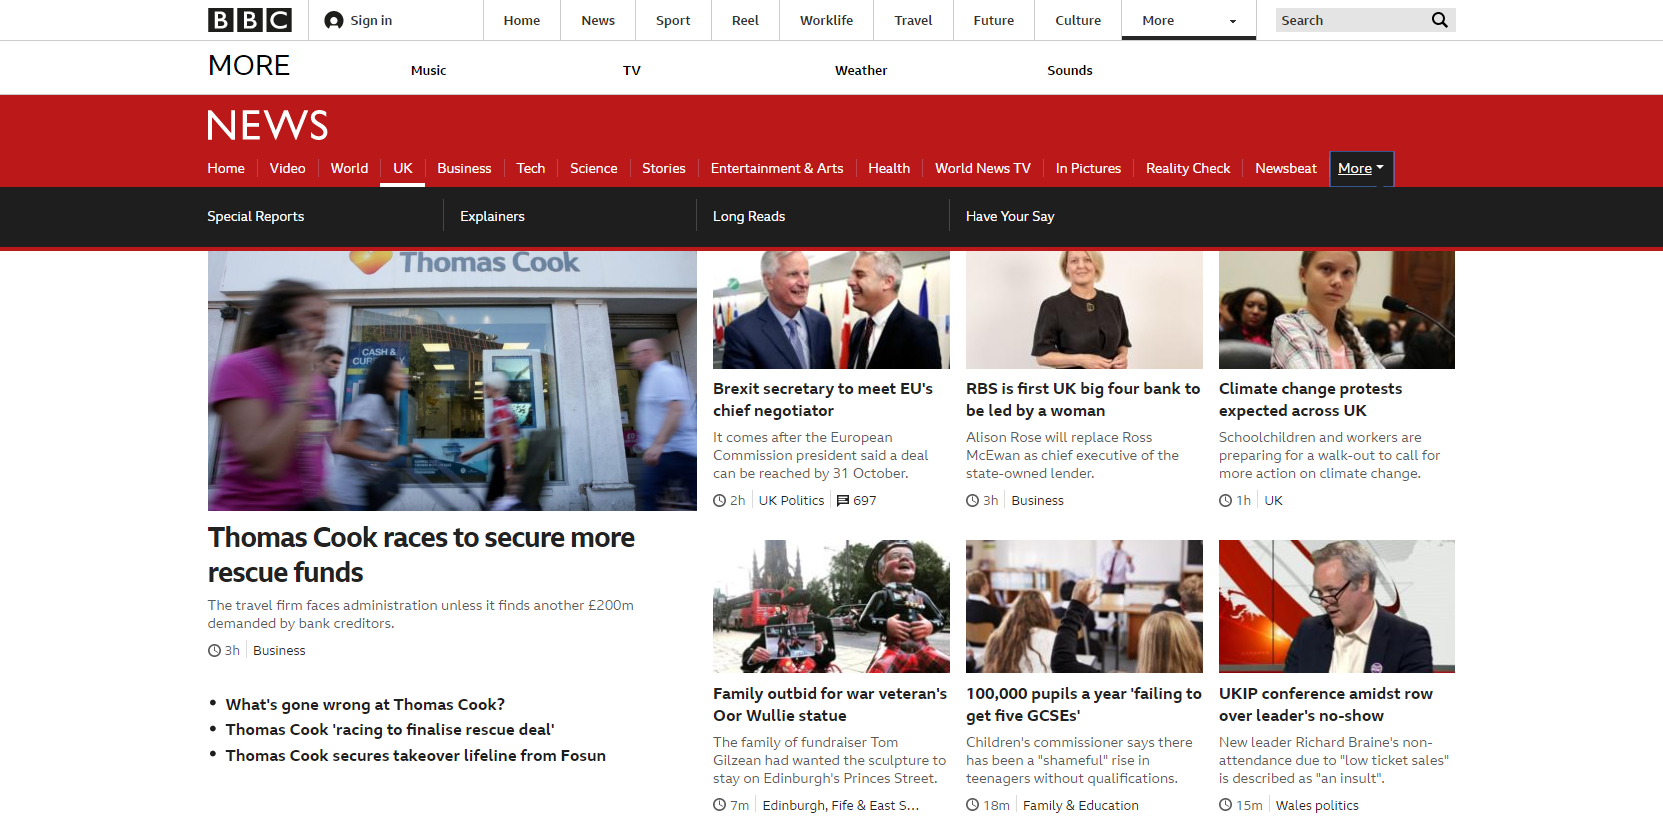 BBC
Sign in
Home
News
Sport
Reel
Worklife
Travel
Future
Culture
More
Search
MORE
Music
TV
Weather
Sounds
NEWS
Home
Video
World
UK
Business
Tech
Science
Stories
Entertainment & Arts
Health
World News TV
In Pictures
Reality Check
Newsbeat
More
Special Reports
Explainers
Long Reads
Have Your Say
Thomas Cook
CASH &
Thomas Cook races to secure more
rescue funds
The travel firm faces administration unless it finds another £200m
demanded by bank creditors.
3h
Business
What's gone wrong at Thomas Cook?
Thomas Cook 'racing to finalise rescue deal'
Thomas Cook secures takeover lifeline from Fosun
Brexit secretary to meet EU's
chief negotiator
It comes after the European
Commission president said a deal
can be reached by 31 October.
2h
UK Politics
697
RBS is first UK big four bank to
be led by a woman
Alison Rose will replace Ross
McEwan as chief executive of the
state-owned lender.
3h
Business
Climate change protests
expected across UK
Schoolchildren and workers are
preparing for a walk-out to call for
more action on climate change.
1h
UK
Family outbid for war veteran's
Oor Wullie statue
The family of fundraiser Tom
Gilzean had wanted the sculpture to
stay on Edinburgh's Princes Street.
7m
Edinburgh, Fife & East S...
100,000 pupils a year 'failing to
get five GCSEs'
Children's commissioner says there
has been a "shameful" rise in
teenagers without qualifications.
18m
Family & Education
UKIP conference amidst row
over leader's no-show
New leader Richard Braine's non-
attendance due to "low ticket sales"
is described as "an insult".
15m
Wales politics